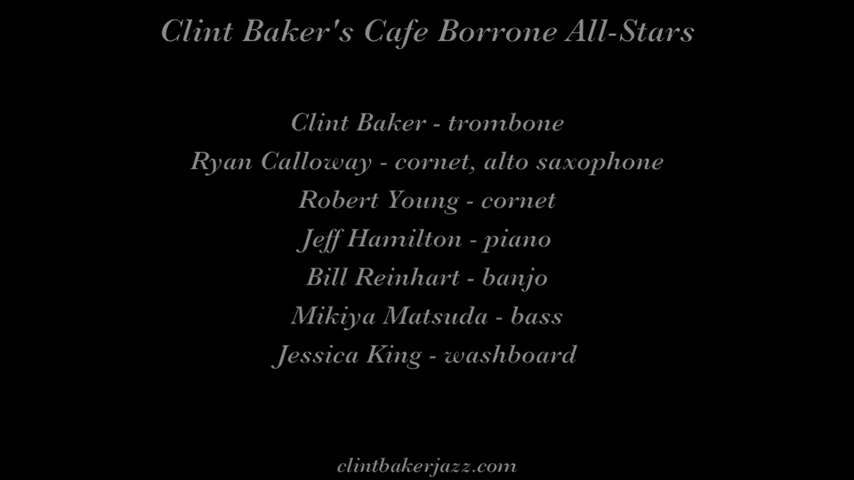 Clint Baker's Cafe Borrone All-Stars
Clint Baker - trombone
Ryan Calloway - cornet, alto saxophone
Robert Young - cornet
Jeff Hamilton - piano
Bill Reinhart - banjo
Mikiya Matsuda - bass
Jessica King - washboard
clintbakerjazz.com